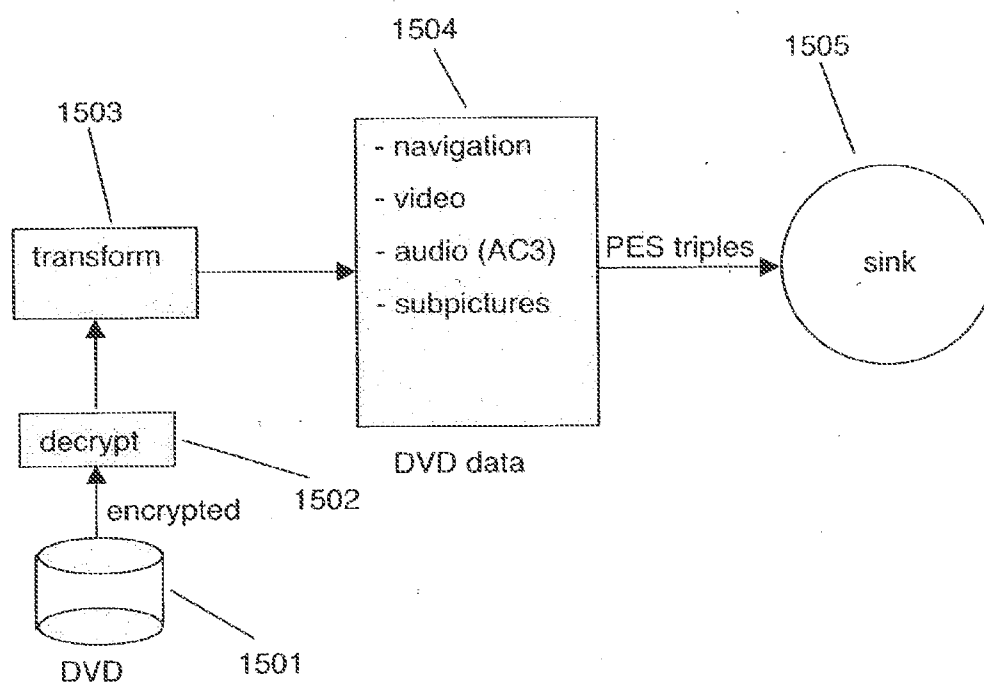 1504
1505
1503
- navigation
- video
- audio (AC3)
- subpictures
transform
PES triples
sink
decrypt
DVD data
1502
encrypted
1501
DVD